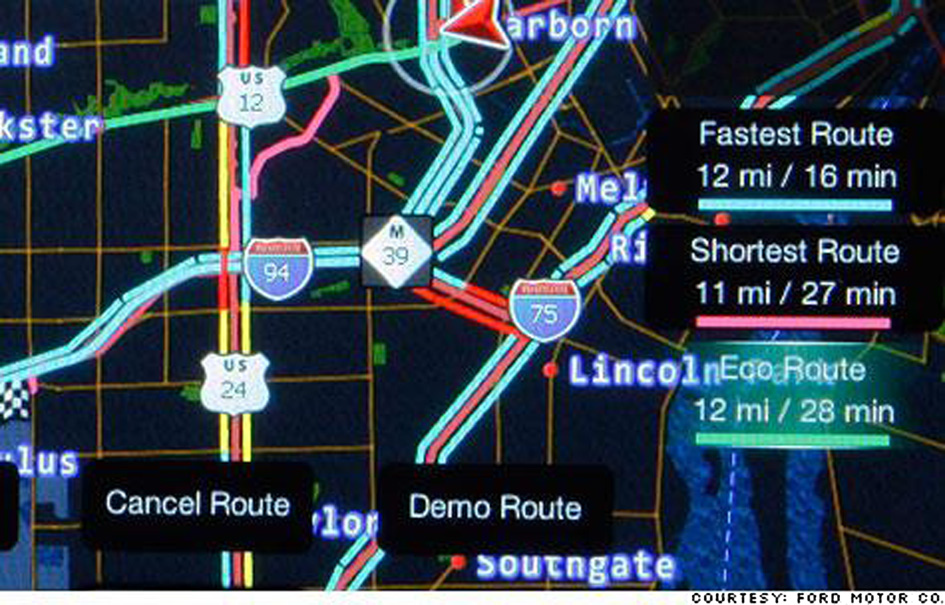 arborn
and
US
12
kster
Fastest Route
12 mi / 16 min
Mel
M
39
Ri
Shortest Route
11 mi / 27 min
94
75
US
24
Lincoln
Eco Route
12 mi / 28 min
lus
Cancel Route
Demo Route
ylor
Southgate
COURTESY: FORD MOTOR CO.